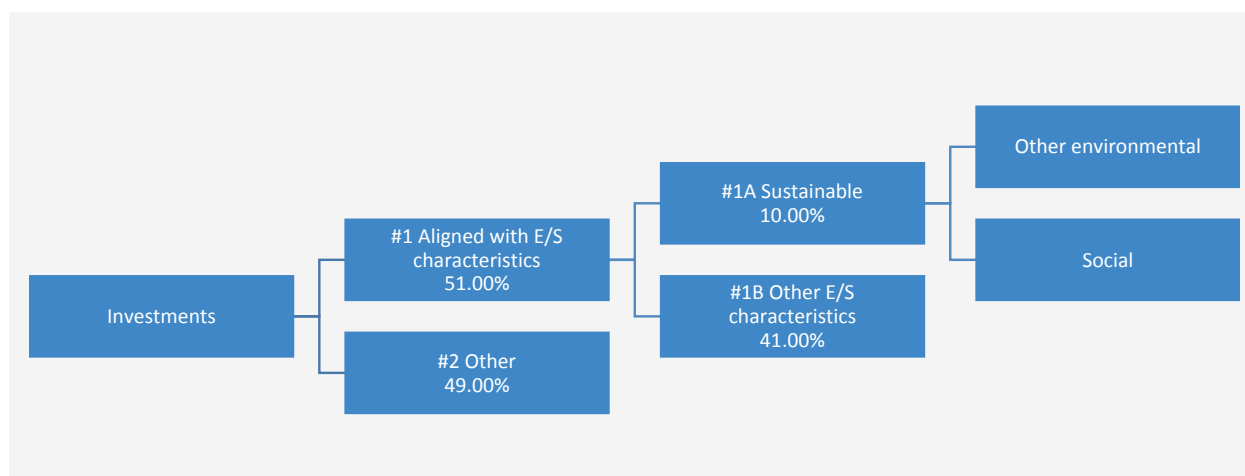 Investments
#1 Aligned with E/S
characteristics
51.00%
#2 Other
49.00%
#1A Sustainable
10.00%
#1B Other E/S
characteristics
41.00%
Other environmental
Social